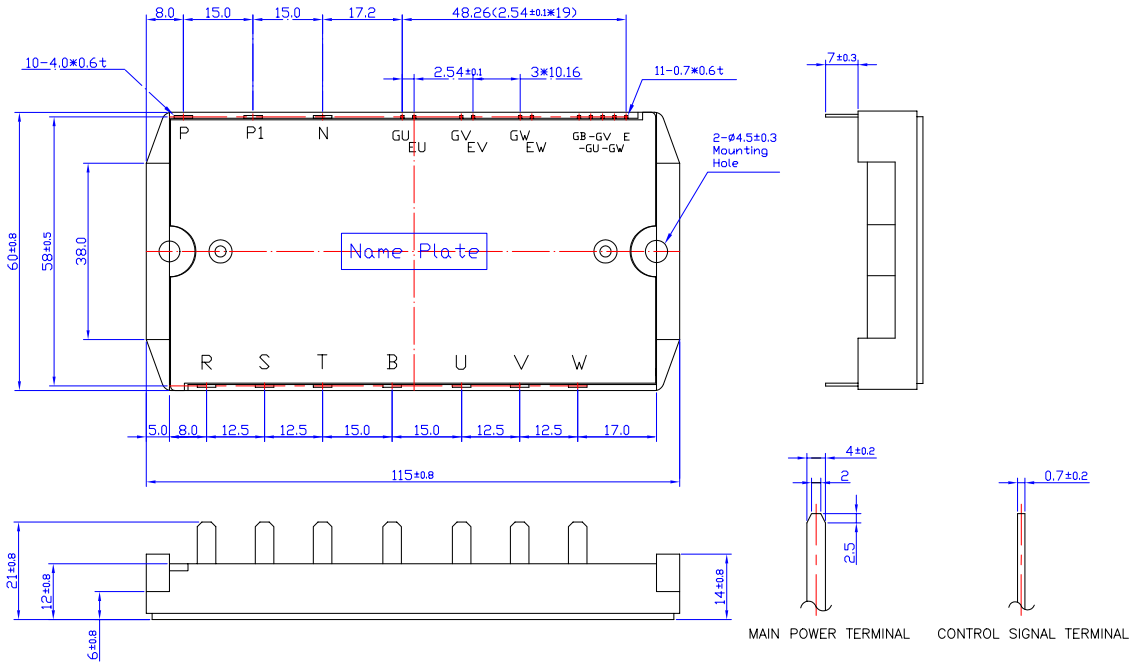 8.0 15.0 15.0 17.2 48.26(2.54±0.1*19)
10-4.0*0.6t 2.54±0.1 3*10.16 11-0.7*0.6t 7±0.3
P P1 N GU GV GW GB-GV E
EU EV EW -GU-GW
2-ø4.5±0.3
Mounting
Hole
60±0.8 58±0.5 38.0
Name Plate
R S T B U V W
5.0 8.0 12.5 12.5 15.0 15.0 12.5 12.5 17.0
115±0.8
4±0.2
2
0.7±0.2
2.5
21±0.8 12±0.8 6±0.8 14±0.8
MAIN POWER TERMINAL CONTROL SIGNAL TERMINAL